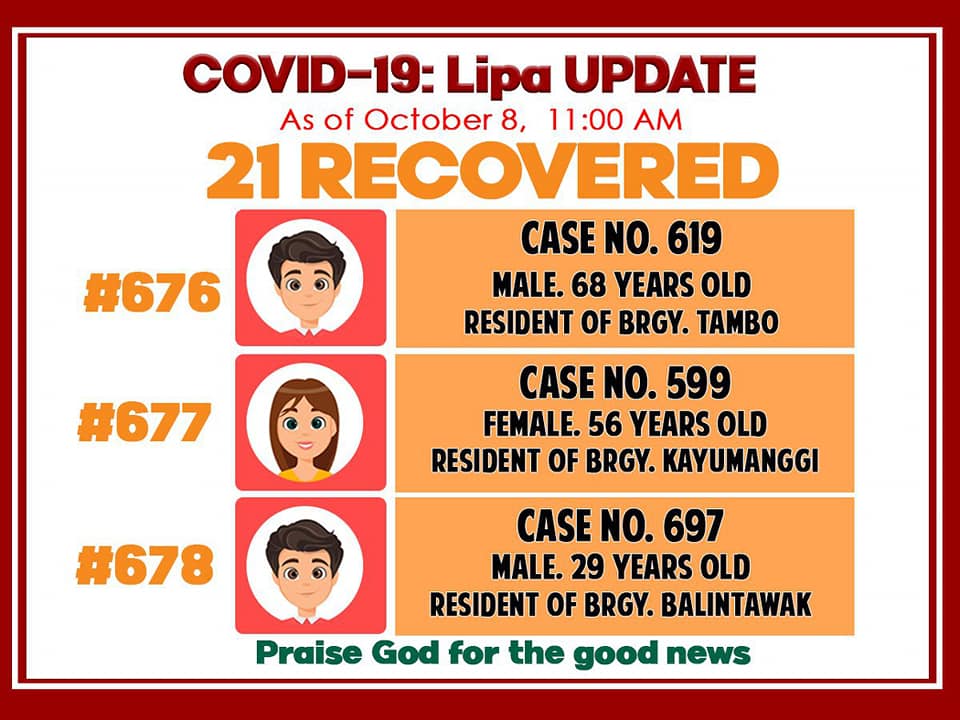 COVID-19: Lipa UPDATE
As of October 8, 11:00 AM
21 RECOVERED
#676
CASE NO. 619
MALE. 68 YEARS OLD
RESIDENT OF BRGY. TAMBO
#677
CASE NO. 599
FEMALE. 56 YEARS OLD
RESIDENT OF BRGY. KAYUMANGGI
#678
CASE NO. 697
MALE. 29 YEARS OLD
RESIDENT OF BRGY. BALINTAWAK
Praise God for the good news